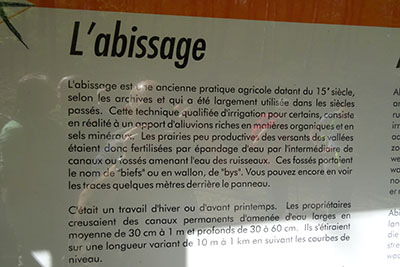 L'abissage
L'abissage est une ancienne pratique agricole datant du 15e siècle,
selon les archives et qui a été largement utilisée dans les siècles
passés. Cette technique qualifiée d'irrigation pour certains, consiste
en réalité à un apport d'alluvions riches en matières organiques et en
sels minéraux. Les prairies peu productives des versants des vallées
étaient donc fertilisées par épandage d'eau par l'intermédiaire de
canaux ou fossés amenant l'eau des ruisseaux. Ces fossés portaient
le nom de "biefs" ou en wallon, de "bys". Vous pouvez encore en voir
les traces quelques mètres derrière le panneau.
C'était un travail d'hiver ou d'avant printemps. Les propriétaires
creusaient des canaux permanents d'amenée d'eau larges en
moyenne de 30 cm à 1 m et profonds de 30 à 60 cm. Ils s'étiraient
sur une longueur variant de 10 m à 1 km en suivant les courbes de
niveau.